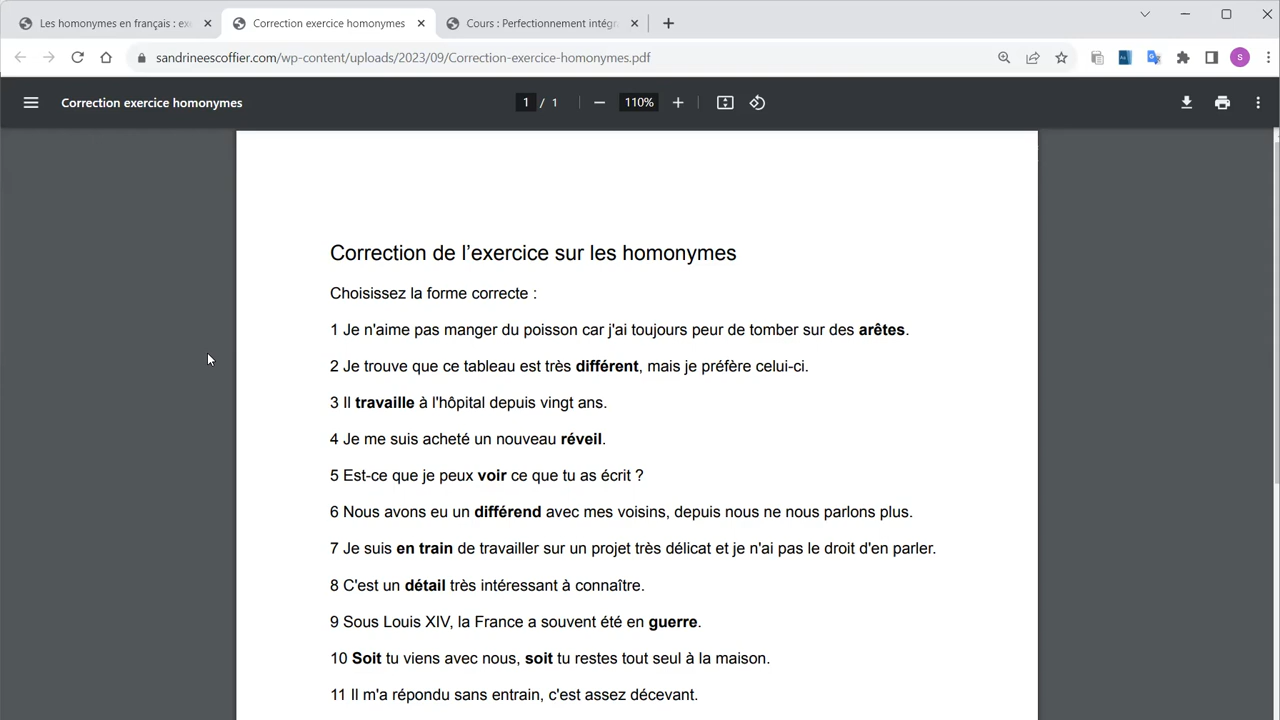 Les homonymes en français : exe
Correction exercice homonymes
Cours : Perfectionnement intégr
sandrineescoffier.com/wp-content/uploads/2023/09/Correction-exercice-homonymes.pdf
S
Correction exercice homonymes
1 / 1
110%
Correction de l’exercice sur les homonymes
Choisissez la forme correcte :
1 Je n'aime pas manger du poisson car j'ai toujours peur de tomber sur des arêtes.
2 Je trouve que ce tableau est très différent, mais je préfère celui-ci.
3 Il travaille à l'hôpital depuis vingt ans.
4 Je me suis acheté un nouveau réveil.
5 Est-ce que je peux voir ce que tu as écrit ?
6 Nous avons eu un différend avec mes voisins, depuis nous ne nous parlons plus.
7 Je suis en train de travailler sur un projet très délicat et je n'ai pas le droit d'en parler.
8 C'est un détail très intéressant à connaître.
9 Sous Louis XIV, la France a souvent été en guerre.
10 Soit tu viens avec nous, soit tu restes tout seul à la maison.
11 Il m'a répondu sans entrain, c'est assez décevant.